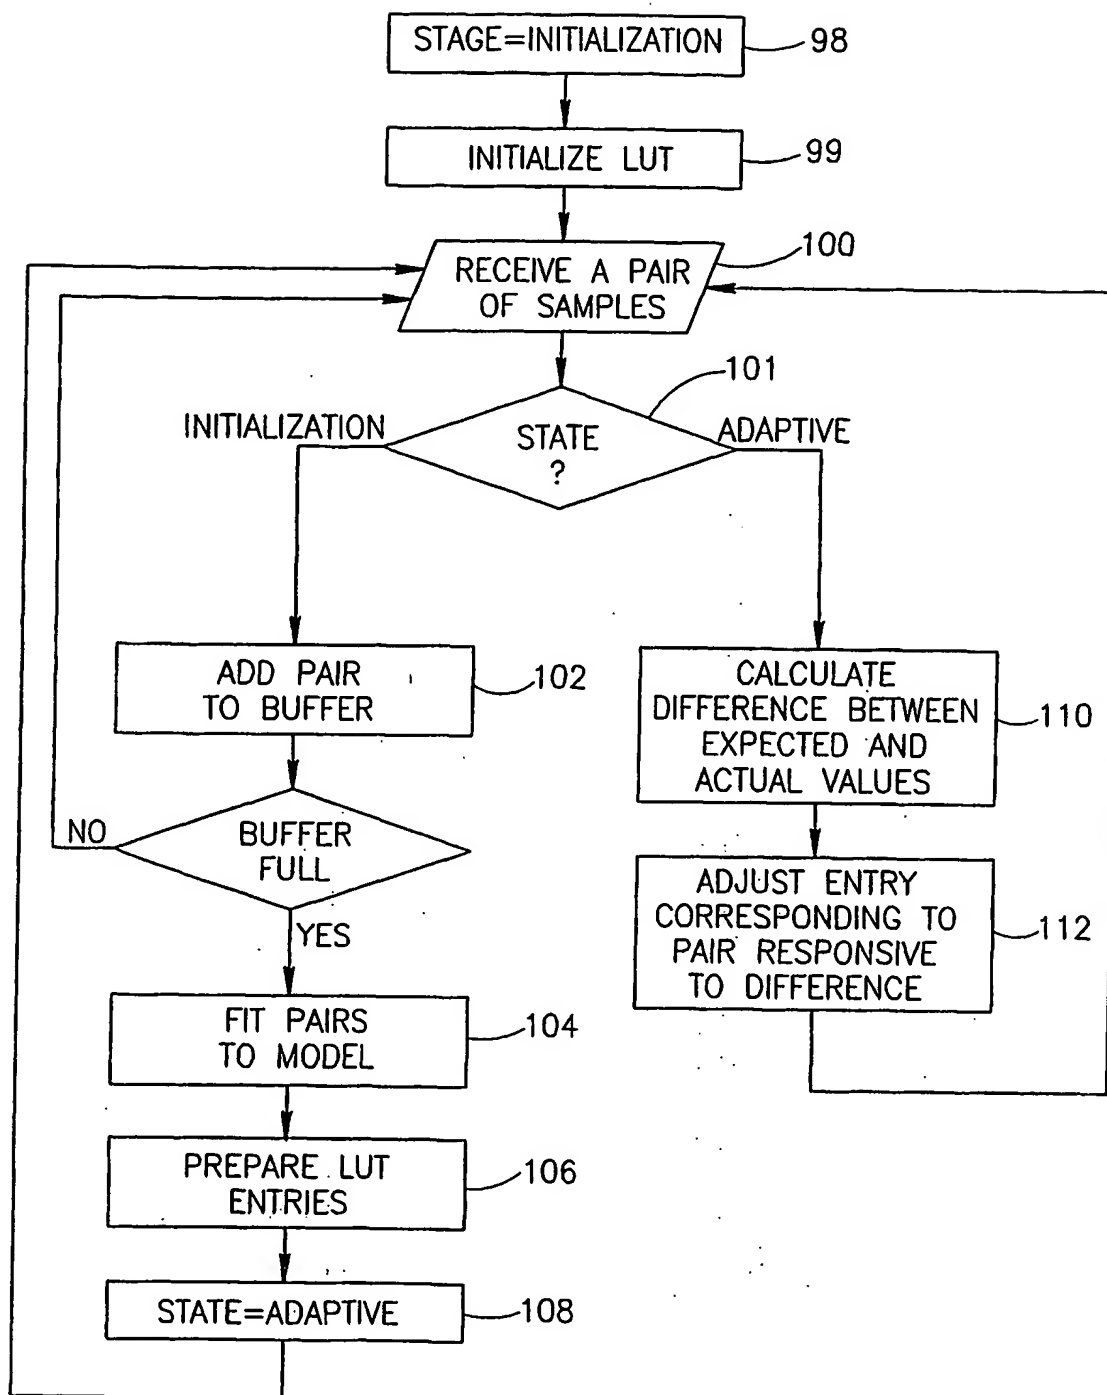 STAGE=INITIALIZATION
98
INITIALIZE LUT
99
RECEIVE A PAIR
OF SAMPLES
100
101
INITIALIZATION
STATE
?
ADAPTIVE
ADD PAIR
TO BUFFER
102
CALCULATE
DIFFERENCE BETWEEN
EXPECTED AND
ACTUAL VALUES
110
NO
BUFFER
FULL
YES
ADJUST ENTRY
CORRESPONDING TO
PAIR RESPONSIVE
TO DIFFERENCE
112
FIT PAIRS
TO MODEL
104
PREPARE LUT
ENTRIES
106
STATE=ADAPTIVE
108